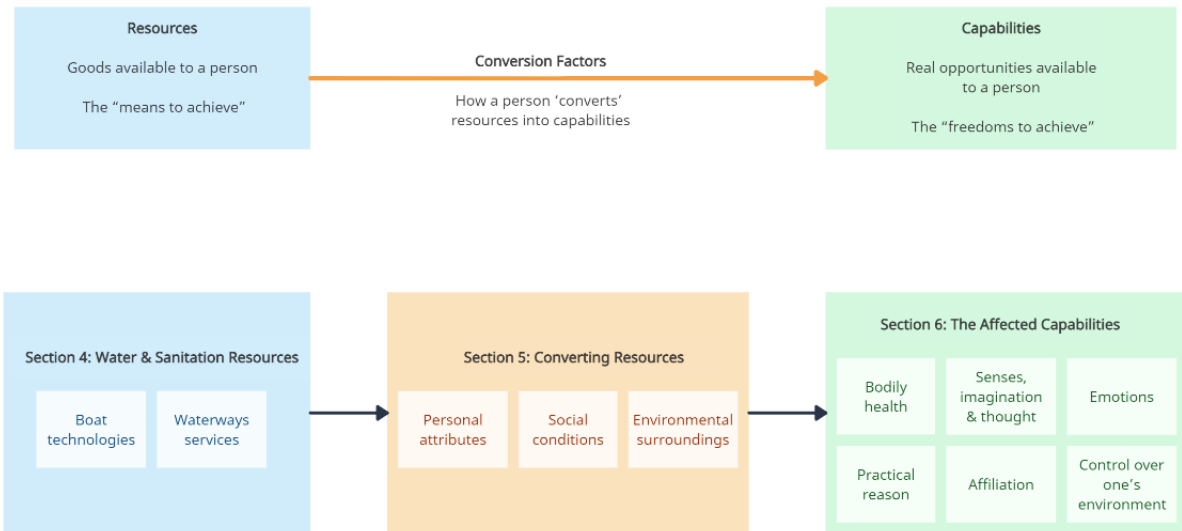 Resources
Goods available to a person
The “means to achieve”
Conversion Factors
How a person ‘converts’
resources into capabilities
Capabilities
Real opportunities available
to a person
The “freedoms to achieve”
Section 4: Water & Sanitation Resources
Boat
technologies
Waterways
services
Section 5: Converting Resources
Personal
attributes
Social
conditions
Environmental
surroundings
Section 6: The Affected Capabilities
Bodily
health
Senses,
imagination
& thought
Emotions
Practical
reason
Affiliation
Control over
one’s
environment